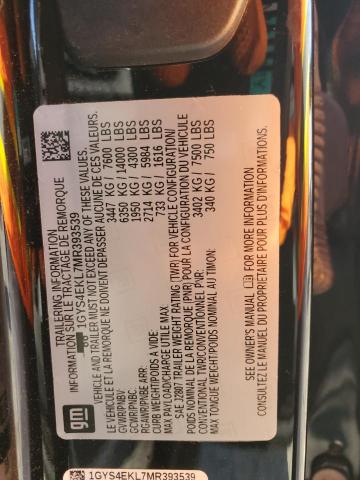 gm
TRAILERING INFORMATION
INFORMATION SUR LE TRACTAGE DE REMORQUE
1GYS4EKL7MR393539
VEHICLE AND TRAILER MUST NOT EXCEED ANY OF THESE VALUES.
LE VÉHICULE ET LA REMORQUE NE DOIVENT DÉPASSER AUCUNE DE CES VALEURS.
GVWR/PNBV: 3447 KG / 7600 LBS
GCWR/PNBC: 6350 KG / 14000 LBS
RGAWR/PNBE ARR: 1950 KG / 4300 LBS
CURB WEIGHT/POIDS A VIDE: 2714 KG / 5984 LBS
MAX PAYLOAD/CHARGE UTILE MAX: 733 KG / 1616 LBS
SAE J2807 TRAILER WEIGHT RATING (TWR) FOR VEHICLE CONFIGURATION/
POIDS NOMINAL DE LA REMORQUE (PNR) POUR LA CONFIGURATION DU VÉHICULE
CONVENTIONAL TWR/CONVENTIONNEL PNR: 3402 KG / 7500 LBS
MAX TONGUE WEIGHT/POIDS NOMINAL MAXIMAL AU TIMON: 340 KG / 750 LBS
SEE OWNER'S MANUAL FOR MORE INFORMATION
CONSULTEZ LE MANUEL DU PROPRIÉTAIRE POUR PLUS D'INFORMATIONS.
1GYS4EKL7MR393539